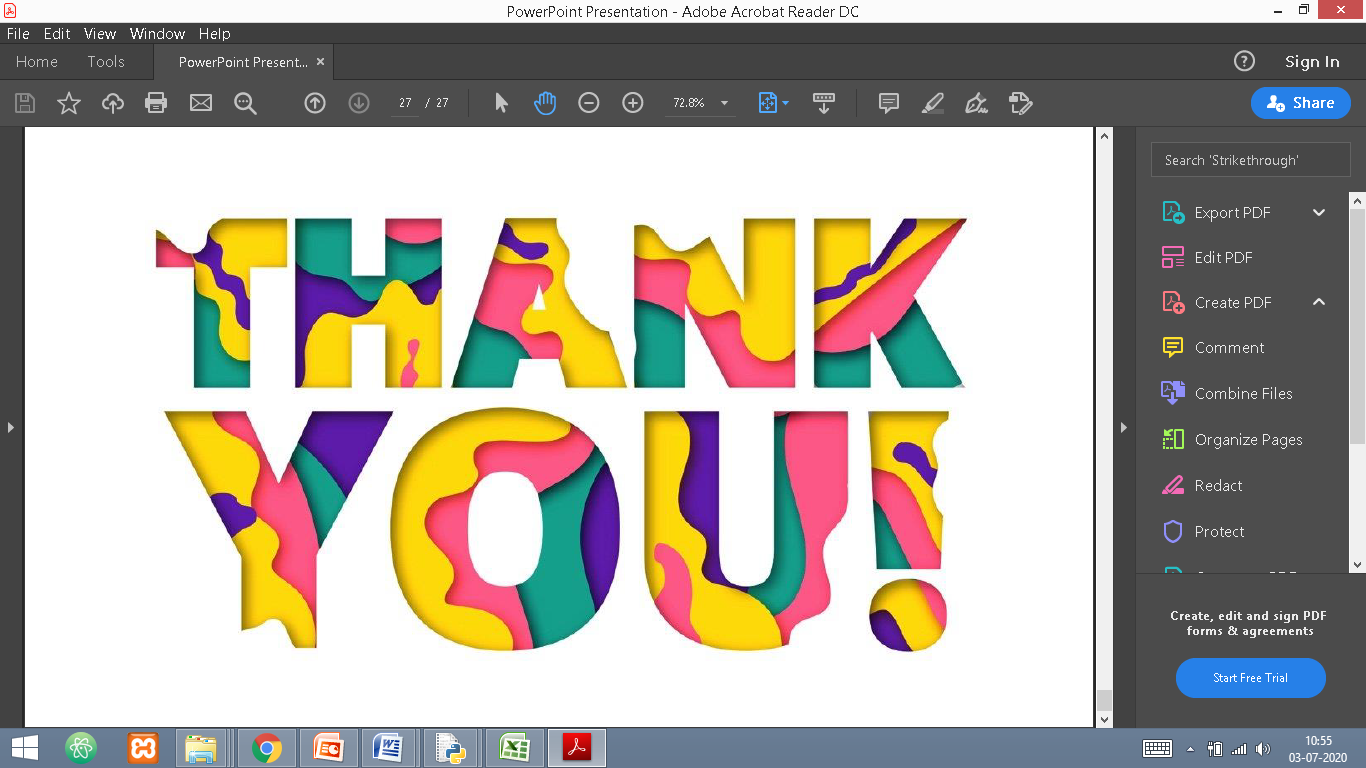 PowerPoint Presentation - Adobe Acrobat Reader DC
File Edit View Window Help
Home Tools PowerPoint Present... × ? Sign In
27 / 27 72.8% Share
Search 'Strikethrough'
Export PDF
Edit PDF
Create PDF
Comment
Combine Files
Organize Pages
Redact
Protect
THANK
YOU!
Create, edit and sign PDF
forms & agreements
Start Free Trial
10:55
03-07-2020